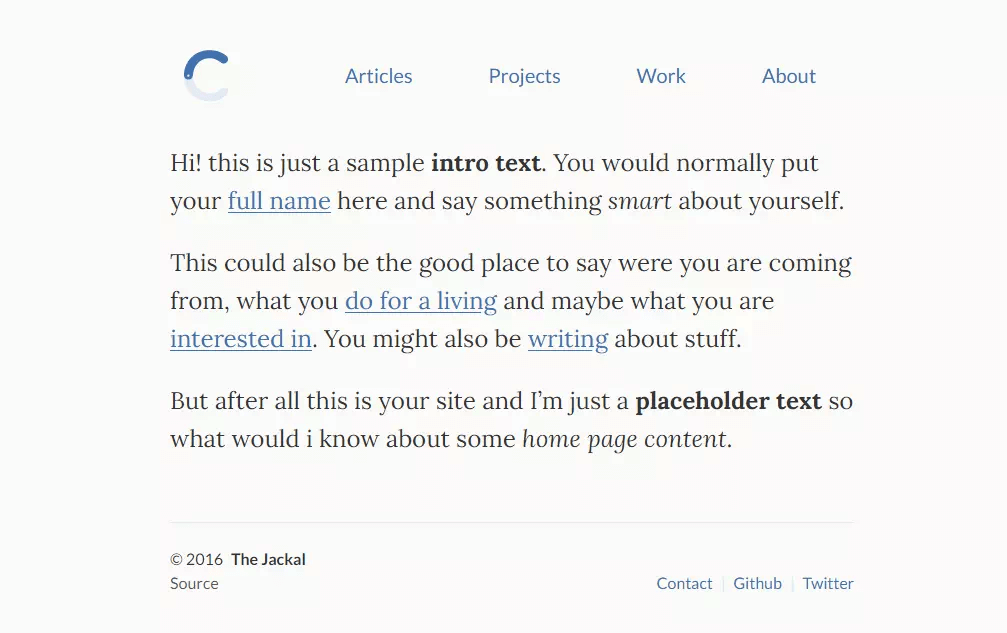 Articles Projects Work About
Hi! this is just a sample intro text. You would normally put
your full name here and say something smart about yourself.
This could also be the good place to say were you are coming
from, what you do for a living and maybe what you are
interested in. You might also be writing about stuff.
But after all this is your site and I’m just a placeholder text so
what would i know about some home page content.
© 2016 The Jackal
Source
Contact | Github | Twitter